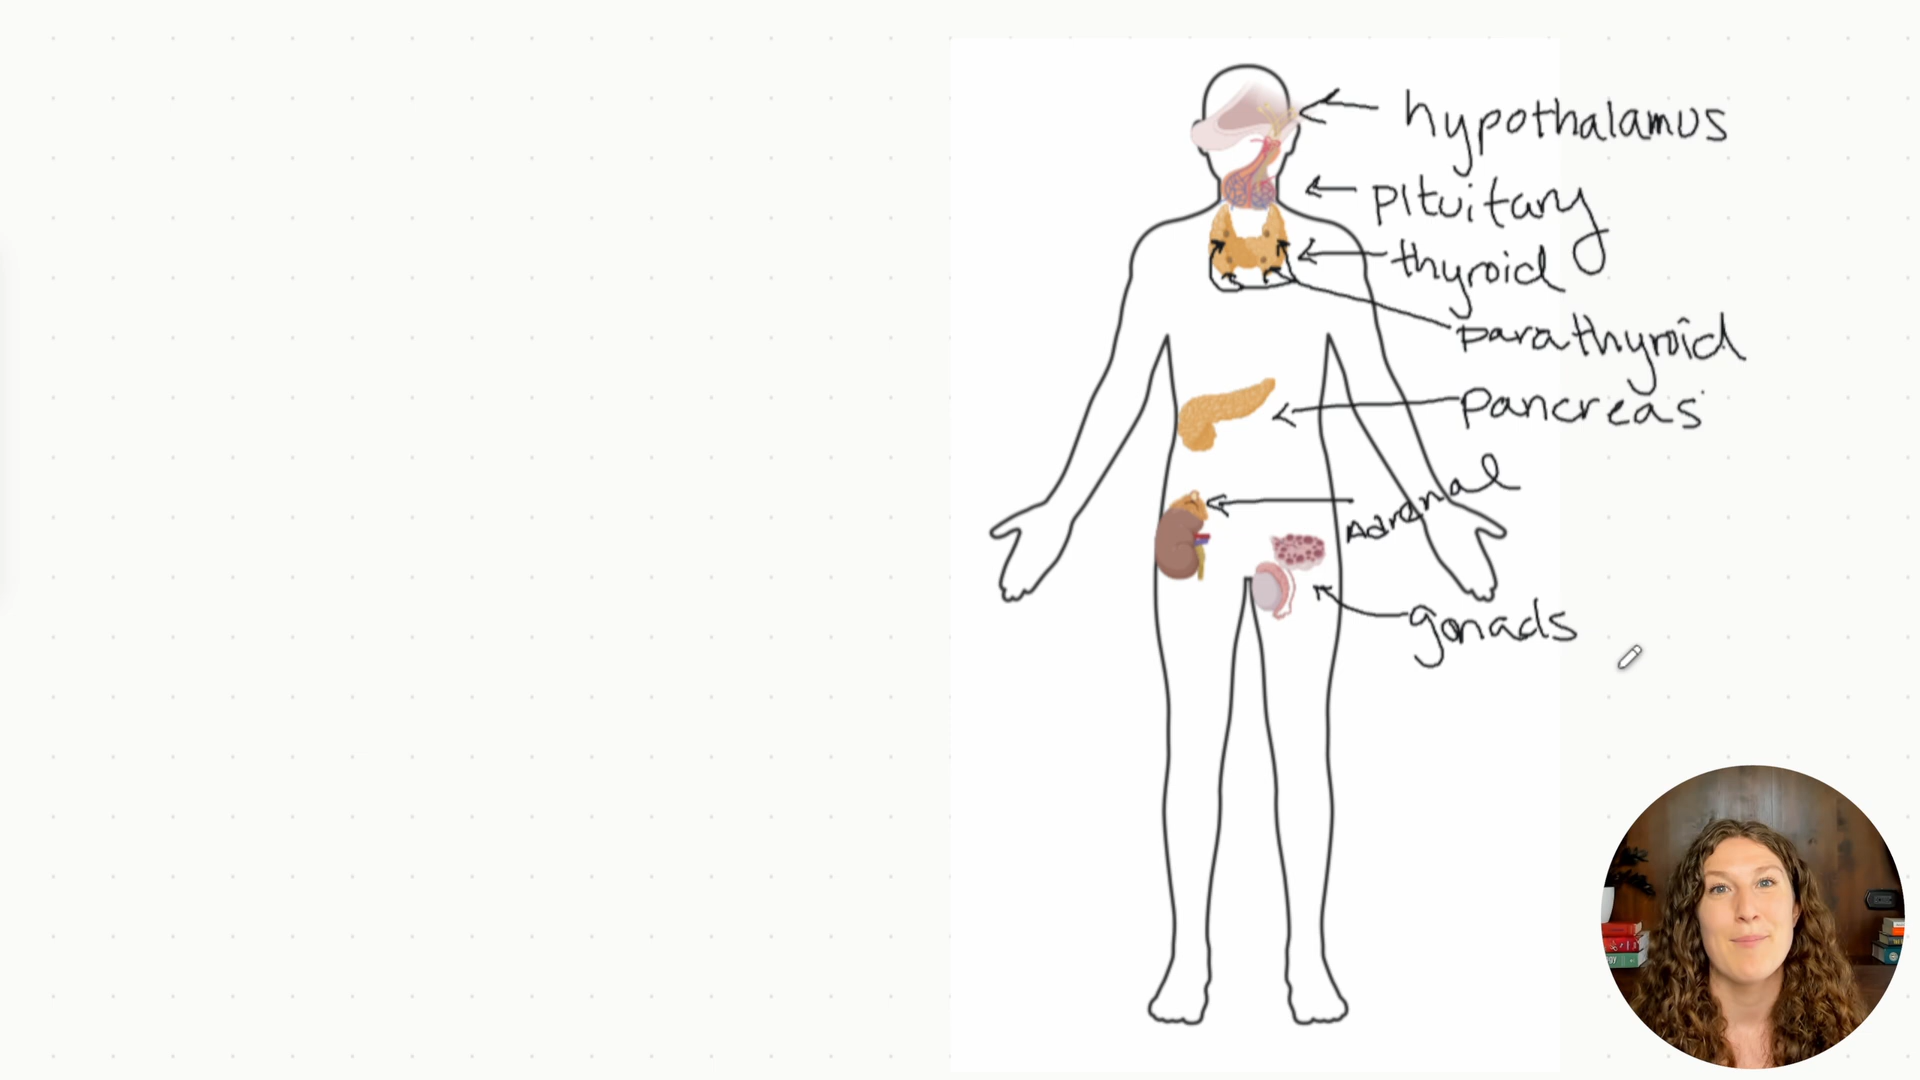 hypothalamus
pituitary
thyroid
parathyroid
pancreas
Adrenal
gonads